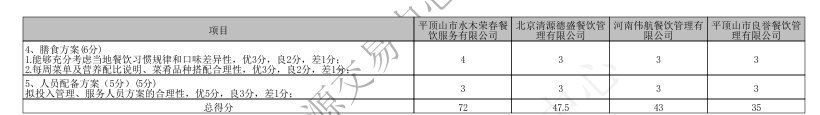 项目 平顶山市水木荣春餐饮服务有限公司 北京清源德盛餐饮管理有限公司 河南伟航餐饮管理有限公司 平顶山市良誉餐饮管理有限公司
4、膳食方案(6分)
1.能够充分考虑当地餐饮习惯规律和口味差异性，优3分，良2分，差1分；
2.每周菜单及营养配比说明、菜肴品种搭配合理性，优3分，良2分，差1分；
4 3 3 3
5、人员配备方案（5分）(5分)
拟投入管理、服务人员方案的合理性，优5分，良3分，差1分；
3 3 3 3
总得分 72 47.5 43 35
源交易中心
中心